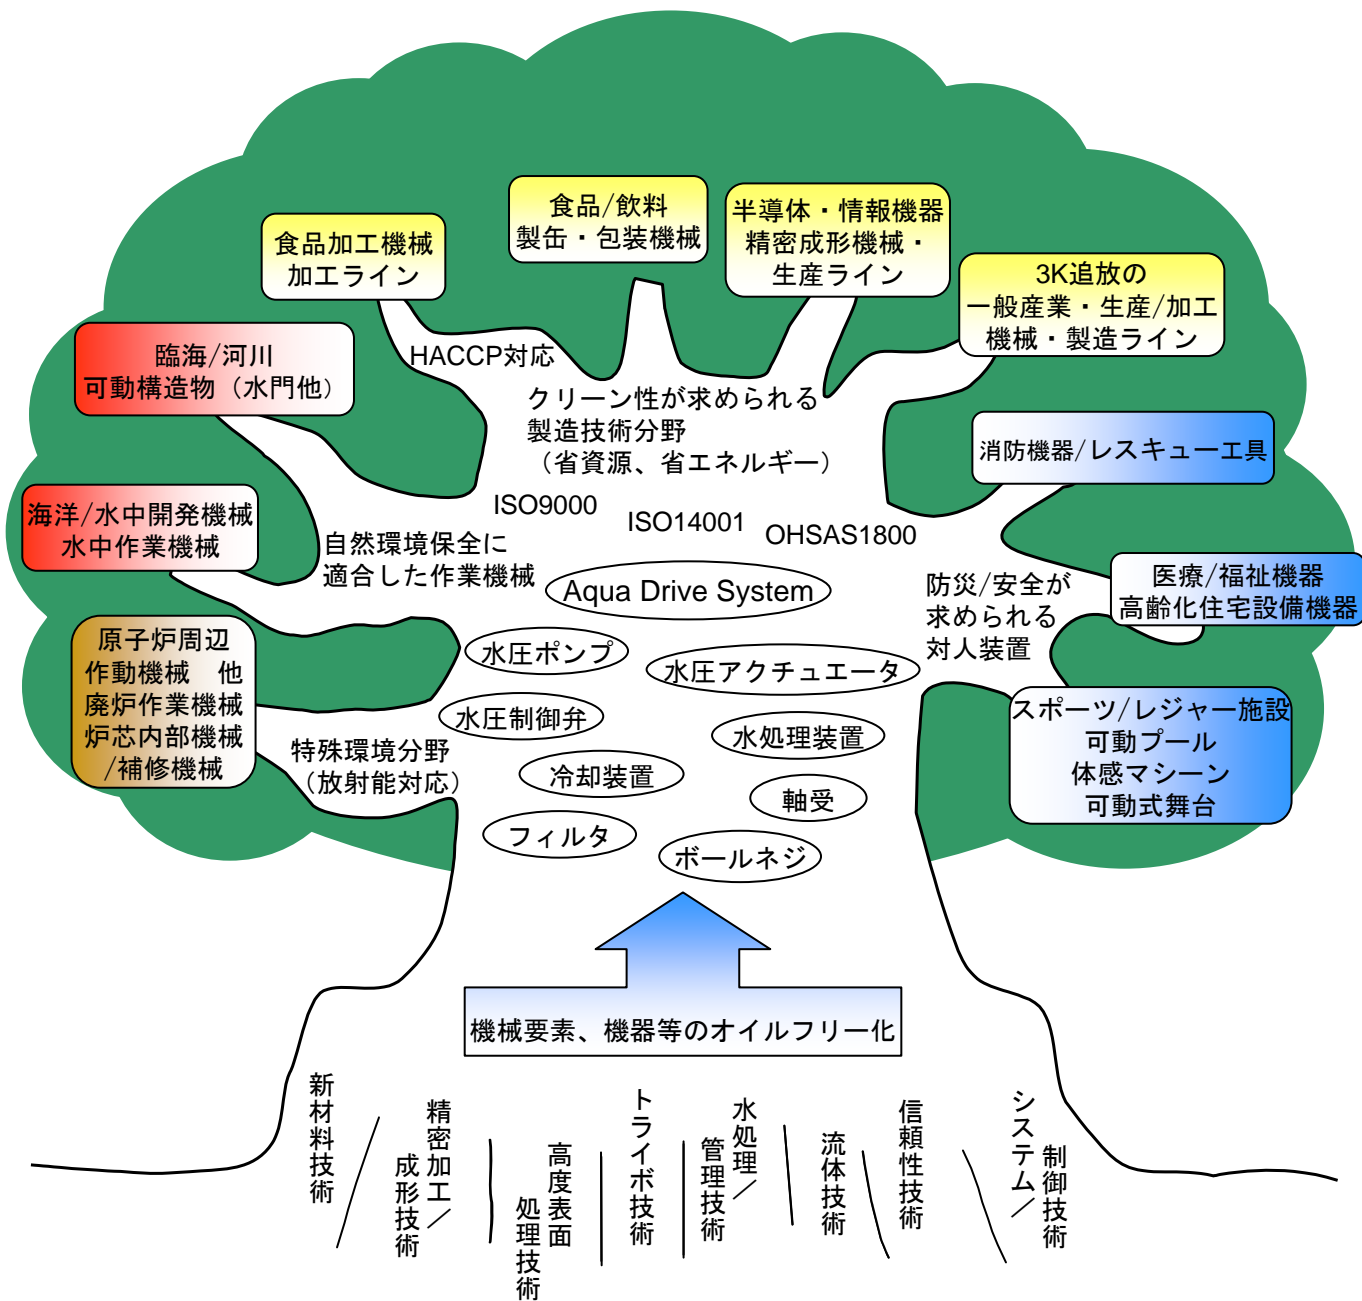 食品/飲料
製缶・包装機械
半導体・情報機器
精密成形機械・
生産ライン
食品加工機械
加工ライン
3K追放の
一般産業・生産/加工
機械・製造ライン
臨海/河川
可動構造物（水門他）
HACCP対応
クリーン性が求められる
製造技術分野
（省資源、省エネルギー）
消防機器/レスキュー工具
ISO9000
ISO14001
OHSAS1800
海洋/水中開発機械
水中作業機械
自然環境保全に
適合した作業機械
Aqua Drive System
防災/安全が
求められる
対人装置
医療/福祉機器
高齢化住宅設備機器
原子炉周辺
作動機械　他
廃炉作業機械
炉芯内部機械
/補修機械
水圧ポンプ
水圧アクチュエータ
水圧制御弁
水処理装置
特殊環境分野
（放射能対応）
冷却装置
軸受
フィルタ
ボールネジ
スポーツ/レジャー施設
可動プール
体感マシーン
可動式舞台
機械要素、機器等のオイルフリー化
新材料技術
精密加工／
成形技術
高度表面
処理技術
トライボ技術
水処理／
管理技術
流体技術
信頼性技術
システム／
制御技術